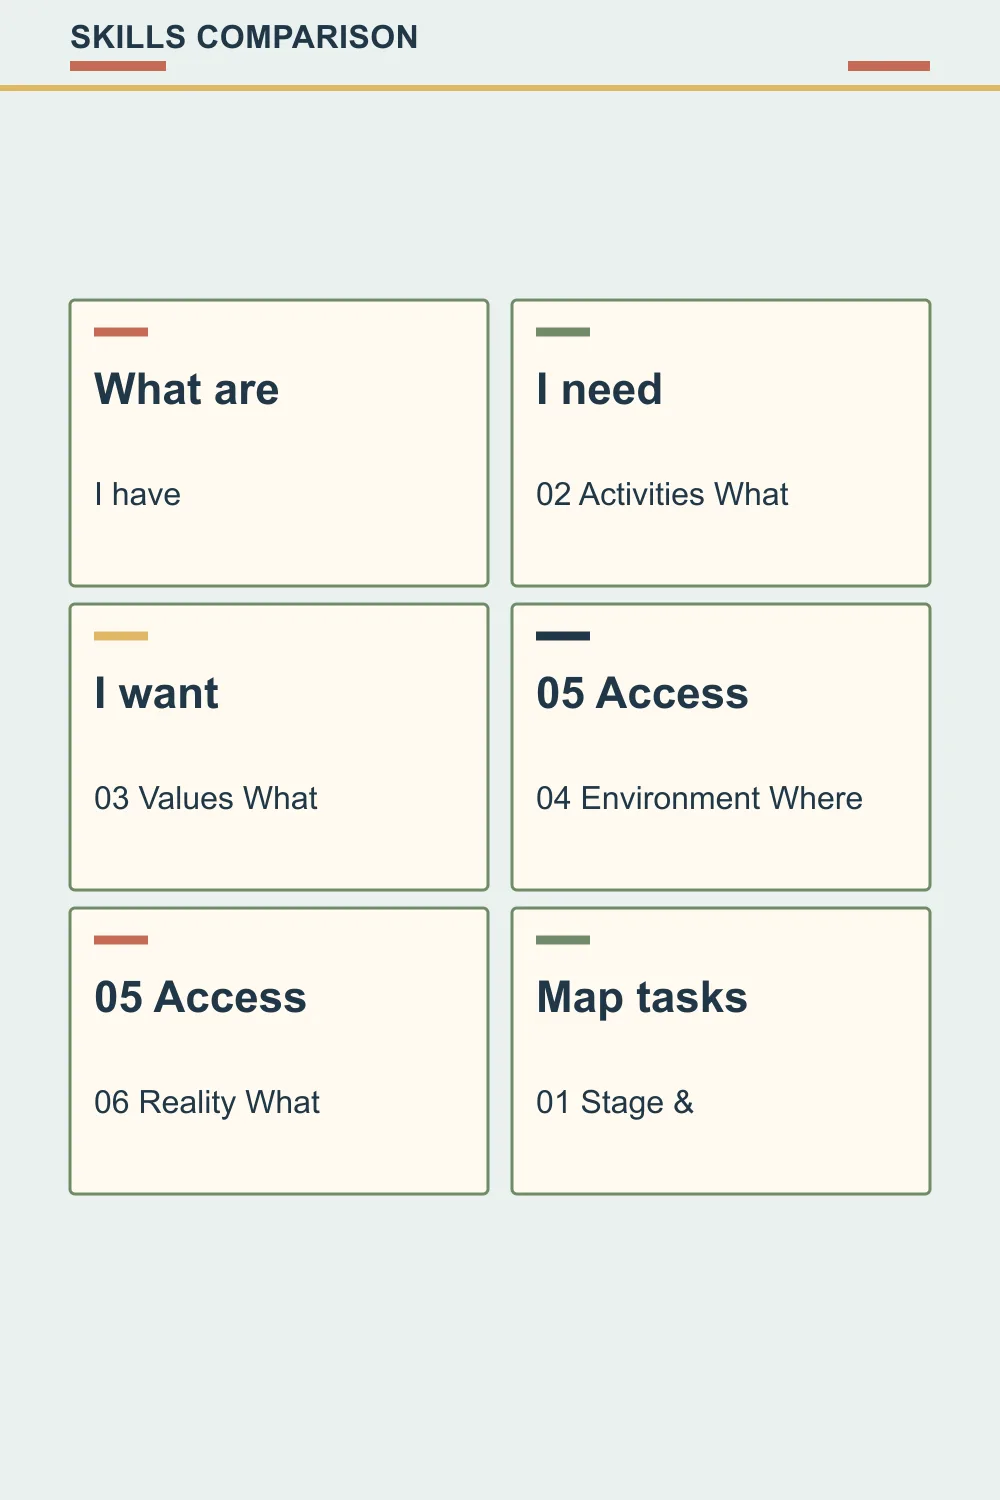 SKILLS COMPARISON
What are
I have
I need
02 Activities What
I want
03 Values What
05 Access
04 Environment Where
05 Access
06 Reality What
Map tasks
01 Stage &